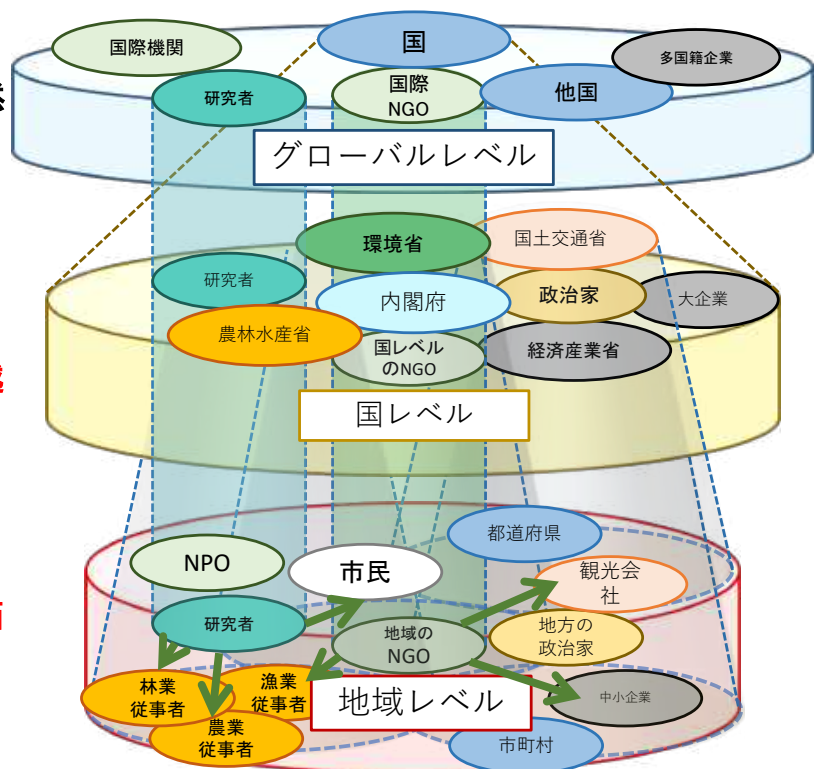 国際機関
国
多国籍企業
研究者
国際
NGO
他国
グローバルレベル
環境省
国土交通省
研究者
内閣府
政治家
大企業
農林水産省
国レベル
のNGO
経済産業省
国レベル
都道府県
NPO
市民
観光会
社
研究者
地域の
NGO
地方の
政治家
林業
従事者
漁業
従事者
地域レベル
中小企業
農業
従事者
市町村